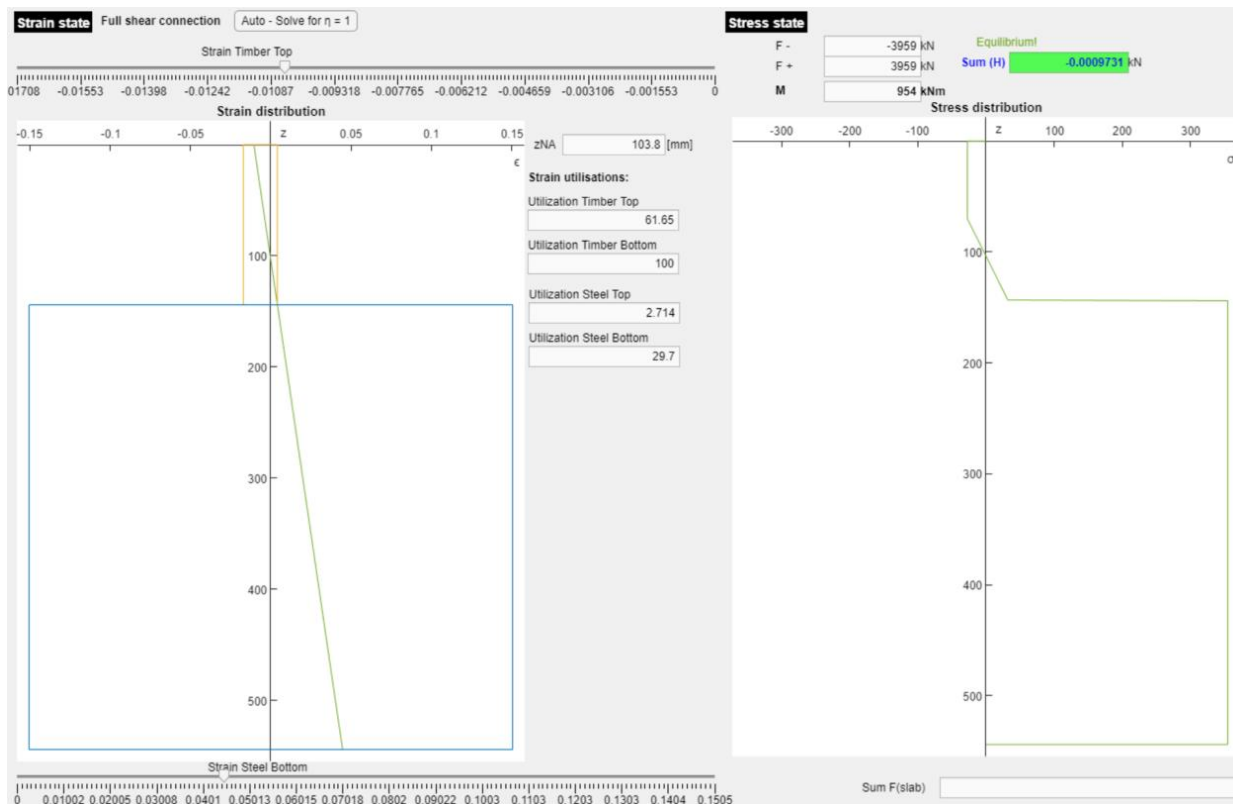 Strain state Full shear connection Auto - Solve for η = 1
Strain Timber Top
01708 -0.01553 -0.01398 -0.01242 -0.01087 -0.009318 -0.007765 -0.006212 -0.004659 -0.003106 -0.001553 0
Strain distribution
-0.15 -0.1 -0.05 z 0.05 0.1 0.15
ε
100
200
300
400
500
zNA 103.8 [mm]
Strain utilisations:
Utilization Timber Top
61.65
Utilization Timber Bottom
100
Utilization Steel Top
2.714
Utilization Steel Bottom
29.7
Strain Steel Bottom
0 0.01002 0.02005 0.03008 0.0401 0.05013 0.06015 0.07018 0.0802 0.09022 0.1003 0.1103 0.1203 0.1303 0.1404 0.1505
Stress state
F - -3959 kN
F + 3959 kN
M 954 kNm
Equilibrium!
Sum (H) -0.0009731 kN
Stress distribution
-300 -200 -100 z 100 200 300
σ
100
200
300
400
500
Sum F(slab)